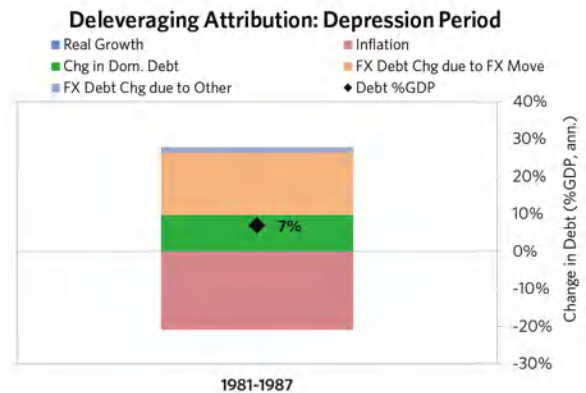 Deleveraging Attribution: Depression Period
Real Growth
Inflation
Chg in Dom. Debt
FX Debt Chg due to FX Move
FX Debt Chg due to Other
Debt %GDP
40%
30%
20%
10%
0%
-10%
-20%
-30%
Change in Debt (%GDP, ann.)
7%
1981-1987